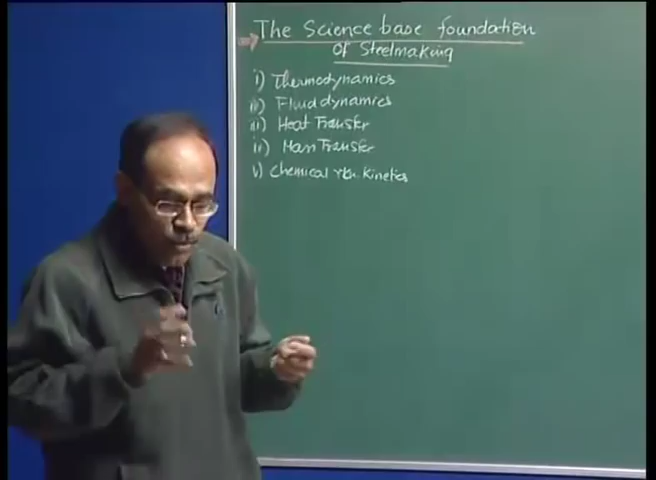 The Science base foundation
of Steelmaking
i) Thermodynamics
ii) Fluid dynamics
iii) Heat Transfer
iv) Mass Transfer
v) Chemical rxn. kinetics